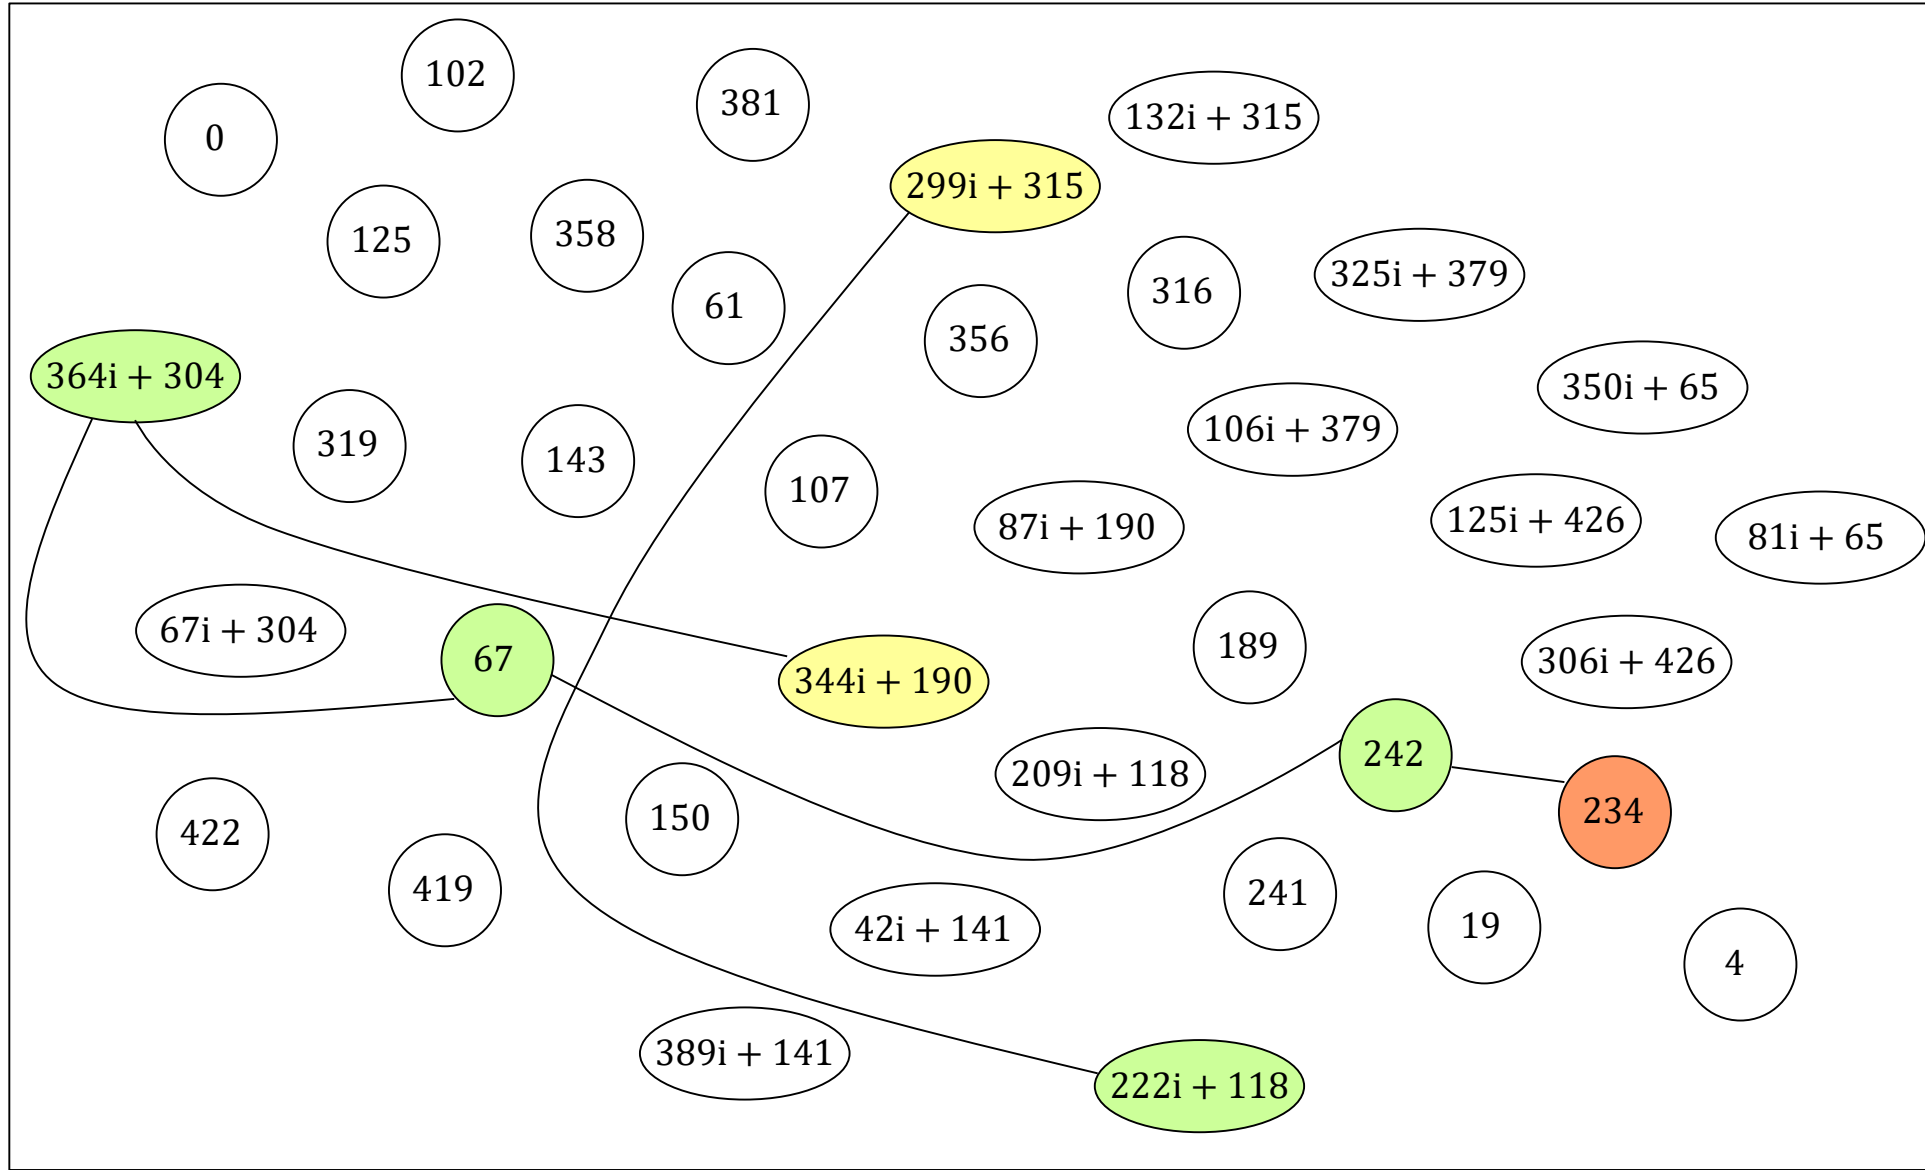 102
381
132i + 315
0
299i + 315
125
358
61
316
325i + 379
356
364i + 304
350i + 65
319
143
106i + 379
107
87i + 190
125i + 426
81i + 65
67i + 304
67
344i + 190
189
306i + 426
242
209i + 118
234
422
150
419
241
42i + 141
19
4
389i + 141
222i + 118